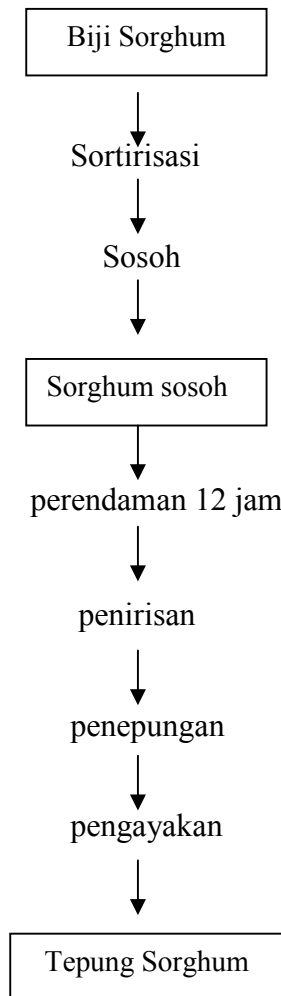 Biji Sorghum
Sortirisasi
Sosoh
Sorghum sosoh
perendaman 12 jam
penirisan
penepungan
pengayakan
Tepung Sorghum